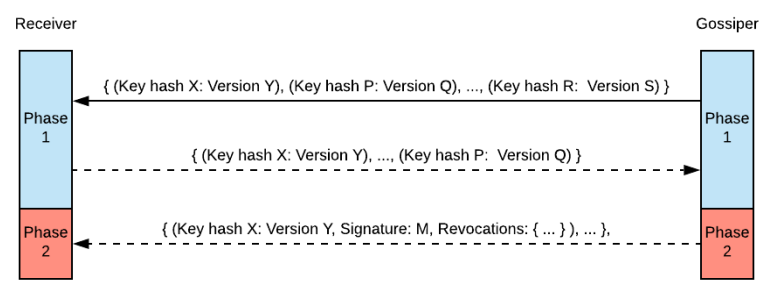 Receiver
Gossiper
{ (Key hash X: Version Y), (Key hash P: Version Q), ..., (Key hash R:  Version S) }
Phase
1
Phase
1
{ (Key hash X: Version Y), ..., (Key hash P:  Version Q) }
{ (Key hash X: Version Y, Signature: M, Revocations: { ... } ), ... },
Phase
2
Phase
2